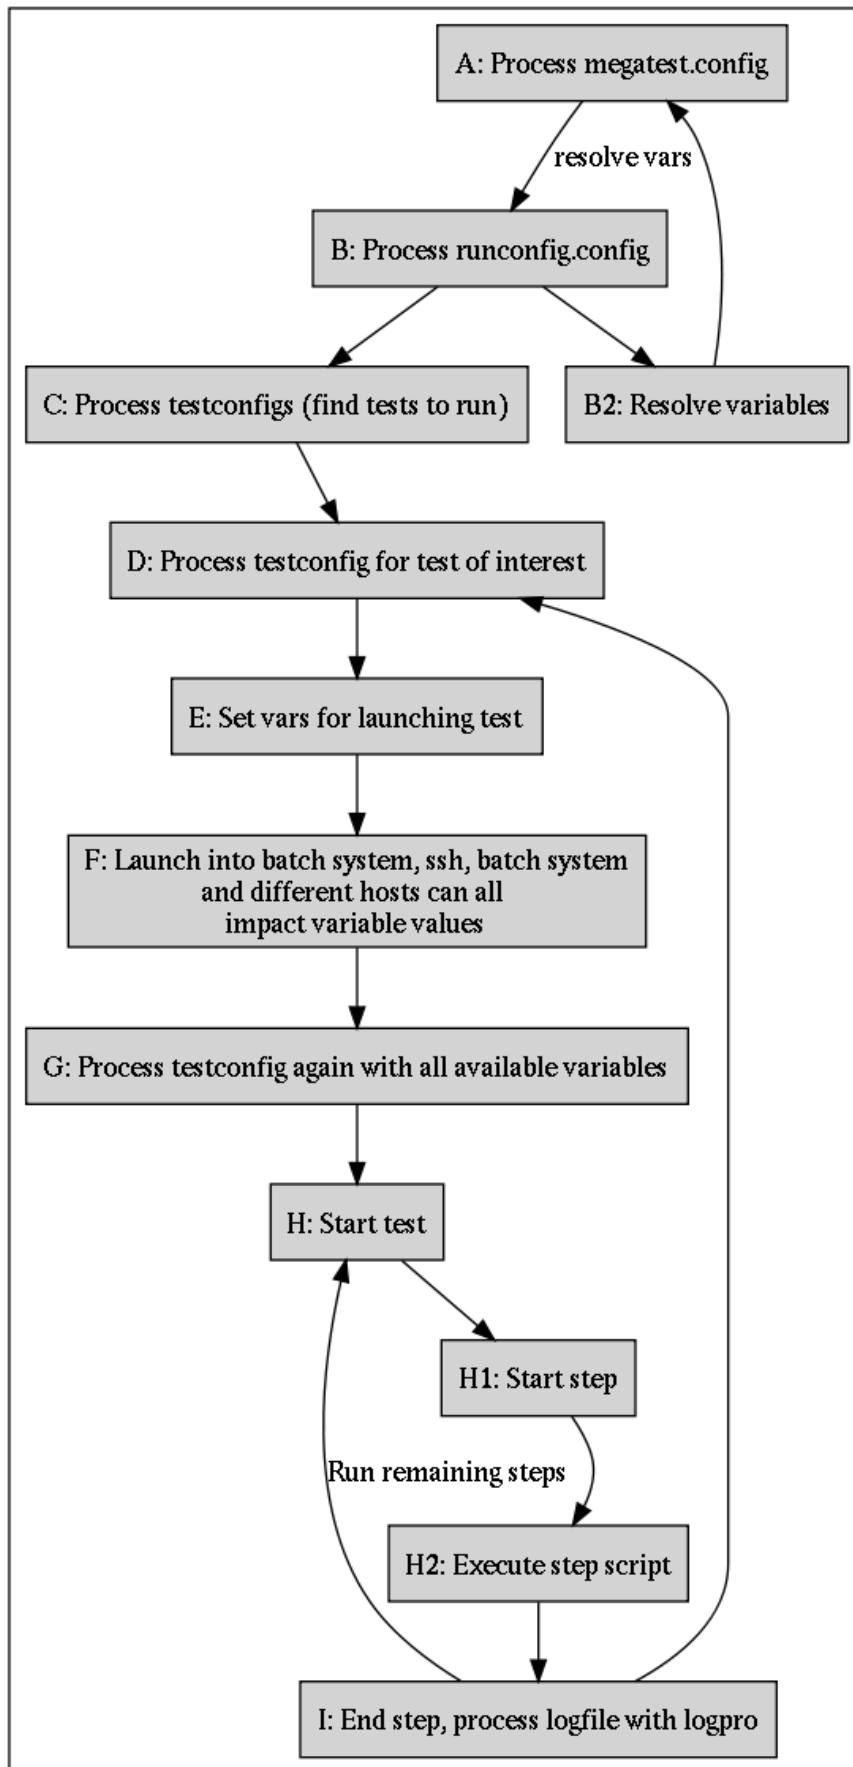 A: Process megatest.config
resolve vars
B: Process runconfig.config
C: Process testconfigs (find tests to run)
B2: Resolve variables
D: Process testconfig for test of interest
E: Set vars for launching test
F: Launch into batch system, ssh, batch system
and different hosts can all
impact variable values
G: Process testconfig again with all available variables
H: Start test
H1: Start step
Run remaining steps
H2: Execute step script
I: End step, process logfile with logpro